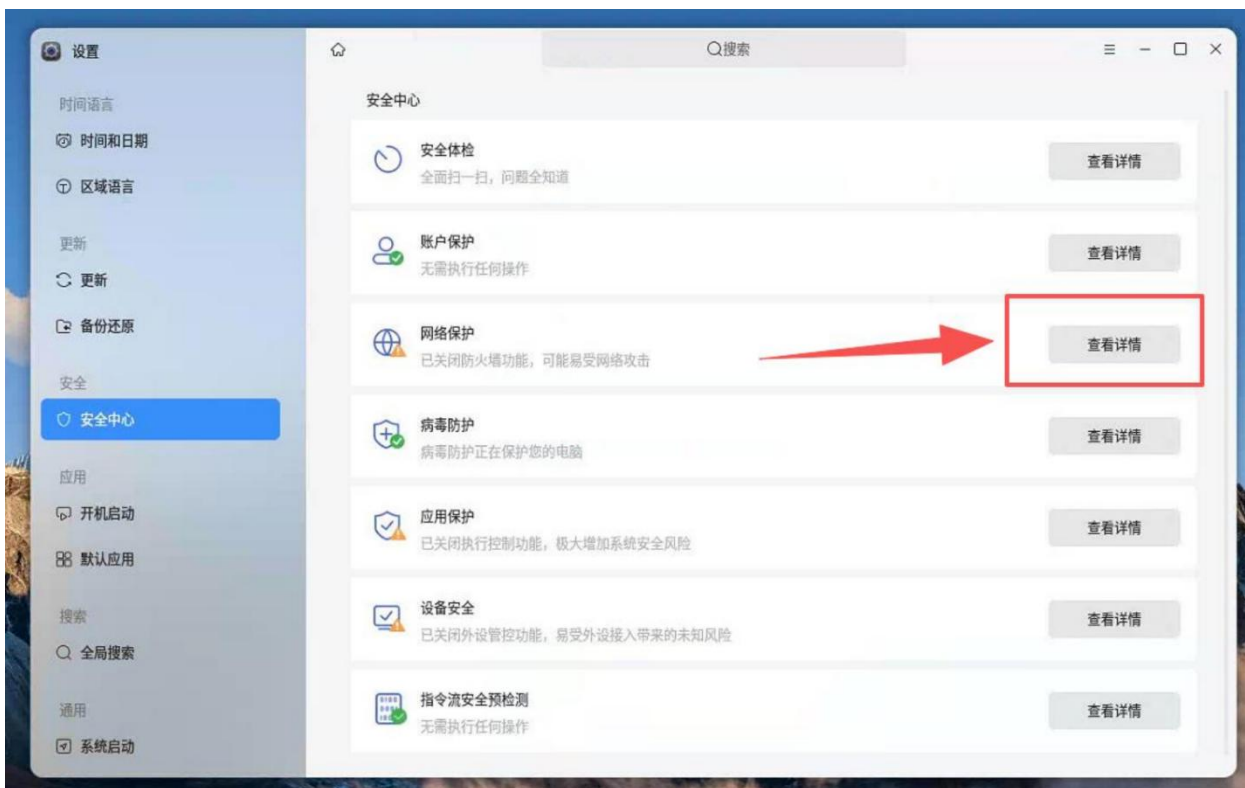 设置
搜索
时间语言
时间和日期
区域语言
更新
更新
备份还原
安全
安全中心
应用
开机启动
默认应用
搜索
全局搜索
通用
系统启动
安全中心
安全体检
全面扫一扫，问题全知道
查看详情
账户保护
无需执行任何操作
查看详情
网络保护
已关闭防火墙功能，可能易受网络攻击
查看详情
病毒防护
病毒防护正在保护您的电脑
查看详情
应用保护
已关闭执行控制功能，极大增加系统安全风险
查看详情
设备安全
已关闭外设管控功能，易受外设接入带来的未知风险
查看详情
指令流安全预检测
无需执行任何操作
查看详情